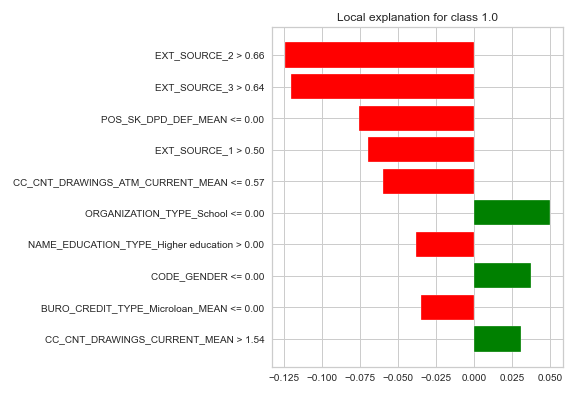 Local explanation for class 1.0
EXT_SOURCE_2 > 0.66
EXT_SOURCE_3 > 0.64
POS_SK_DPD_DEF_MEAN <= 0.00
EXT_SOURCE_1 > 0.50
CC_CNT_DRAWINGS_ATM_CURRENT_MEAN <= 0.57
ORGANIZATION_TYPE_School <= 0.00
NAME_EDUCATION_TYPE_Higher education > 0.00
CODE_GENDER <= 0.00
BURO_CREDIT_TYPE_Microloan_MEAN <= 0.00
CC_CNT_DRAWINGS_CURRENT_MEAN > 1.54
−0.125 −0.100 −0.075 −0.050 −0.025 0.000 0.025 0.050